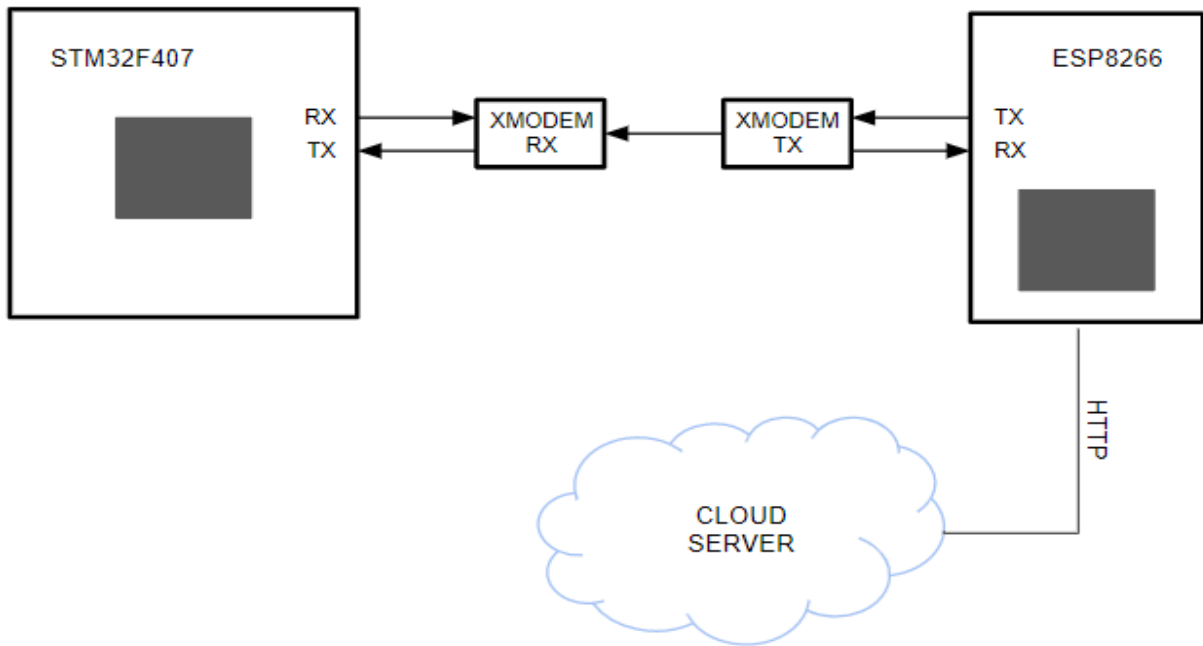 STM32F407
ESP8266
RX
TX
XMODEM
RX
XMODEM
TX
TX
RX
HTTP
CLOUD
SERVER